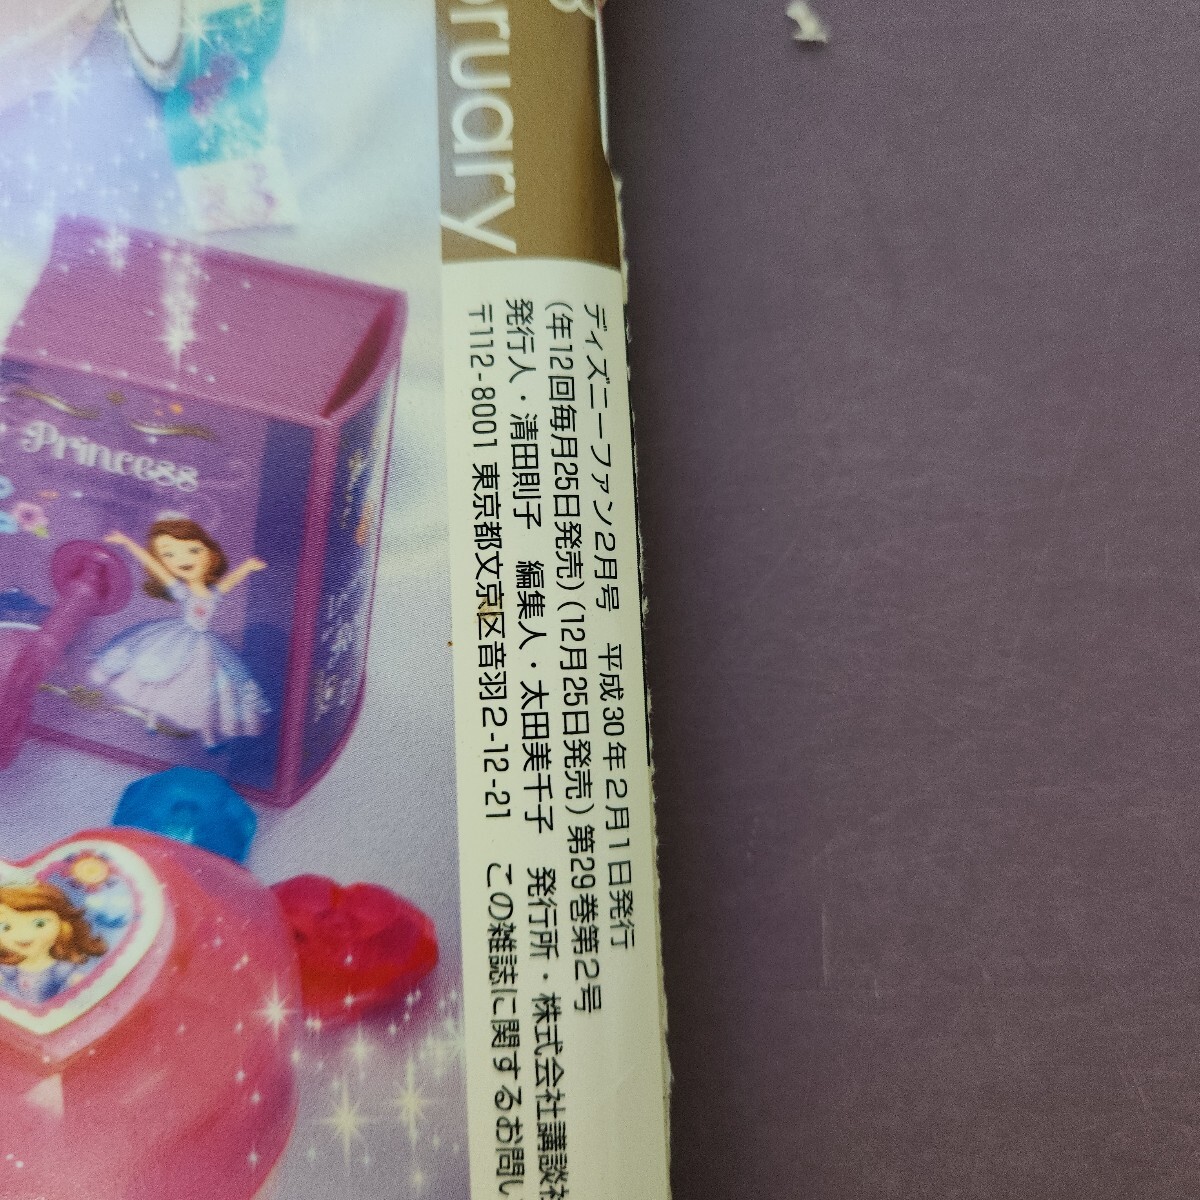 ディズニーファン2月号　平成30年2月1日発行
(年12回毎月25日発売)(12月25日発売)第29巻第2号
発行人・清田則子　編集人・太田美千子　発行所・株式会社講談社
〒112-8001 東京都文京区音羽2-12-21　この雑誌に関するお問い
bruary
Princess